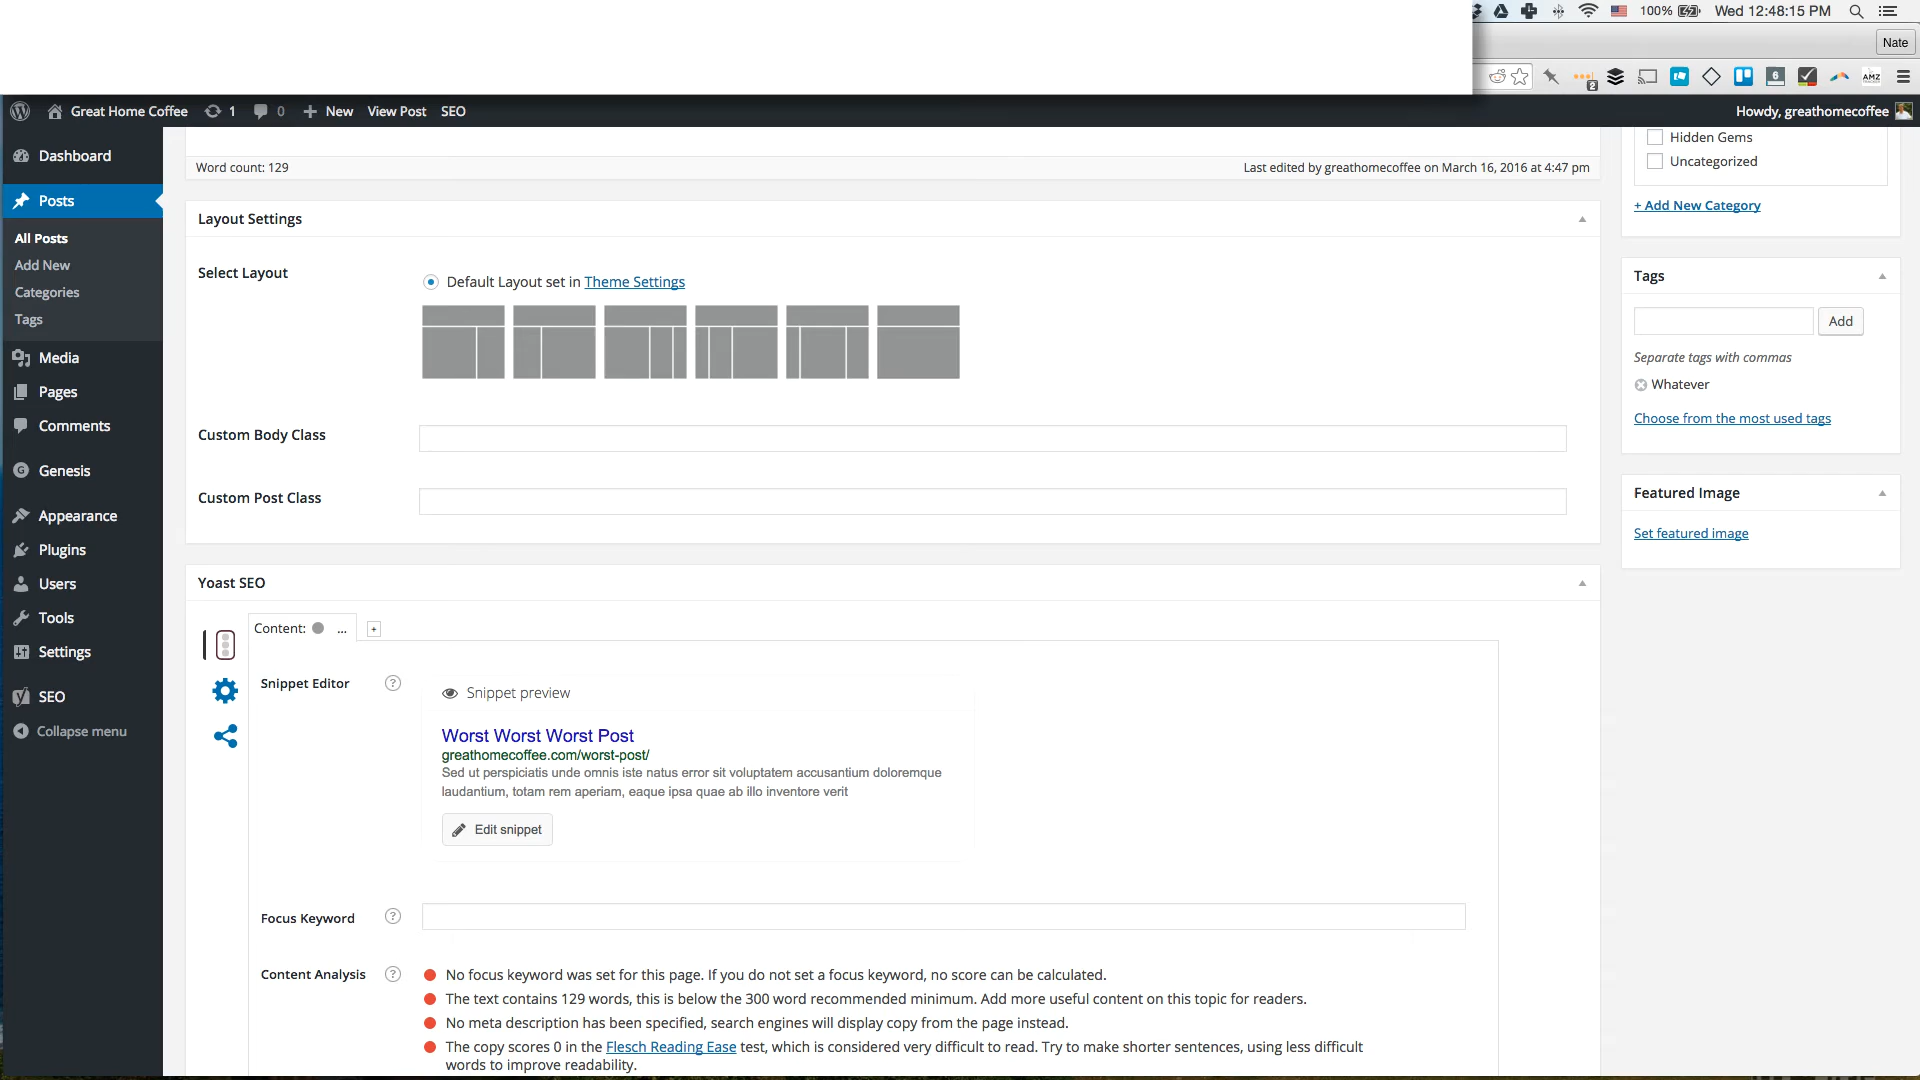 100%
Wed 12:48:15 PM
Nate
2
6
AMZ
Great Home Coffee
1
0
New
View Post
SEO
Howdy, greathomecoffee
Dashboard
Posts
All Posts
Add New
Categories
Tags
Media
Pages
Comments
Genesis
Appearance
Plugins
Users
Tools
Settings
SEO
Collapse menu
Word count: 129
Last edited by greathomecoffee on March 16, 2016 at 4:47 pm
Layout Settings
Select Layout
Default Layout set in Theme Settings
Custom Body Class
Custom Post Class
Yoast SEO
Content: ...
+
Snippet Editor
?
Snippet preview
Worst Worst Worst Post
greathomecoffee.com/worst-post/
Sed ut perspiciatis unde omnis iste natus error sit voluptatem accusantium doloremque
laudantium, totam rem aperiam, eaque ipsa quae ab illo inventore verit
Edit snippet
Focus Keyword
?
Content Analysis
?
No focus keyword was set for this page. If you do not set a focus keyword, no score can be calculated.
The text contains 129 words, this is below the 300 word recommended minimum. Add more useful content on this topic for readers.
No meta description has been specified, search engines will display copy from the page instead.
The copy scores 0 in the Flesch Reading Ease test, which is considered very difficult to read. Try to make shorter sentences, using less difficult
words to improve readability.
Hidden Gems
Uncategorized
+ Add New Category
Tags
Add
Separate tags with commas
Whatever
Choose from the most used tags
Featured Image
Set featured image